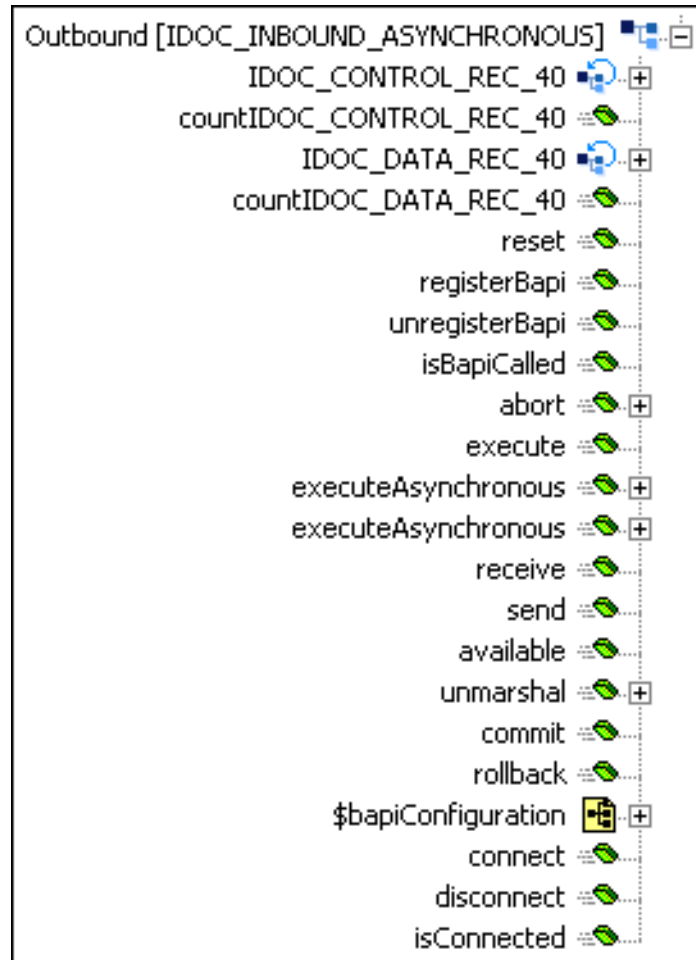 Outbound [IDOC_INBOUND_ASYNCHRONOUS]
IDOC_CONTROL_REC_40
countIDOC_CONTROL_REC_40
IDOC_DATA_REC_40
countIDOC_DATA_REC_40
reset
registerBapi
unregisterBapi
isBapiCalled
abort
execute
executeAsynchronous
executeAsynchronous
receive
send
available
unmarshal
commit
rollback
$bapiConfiguration
connect
disconnect
isConnected